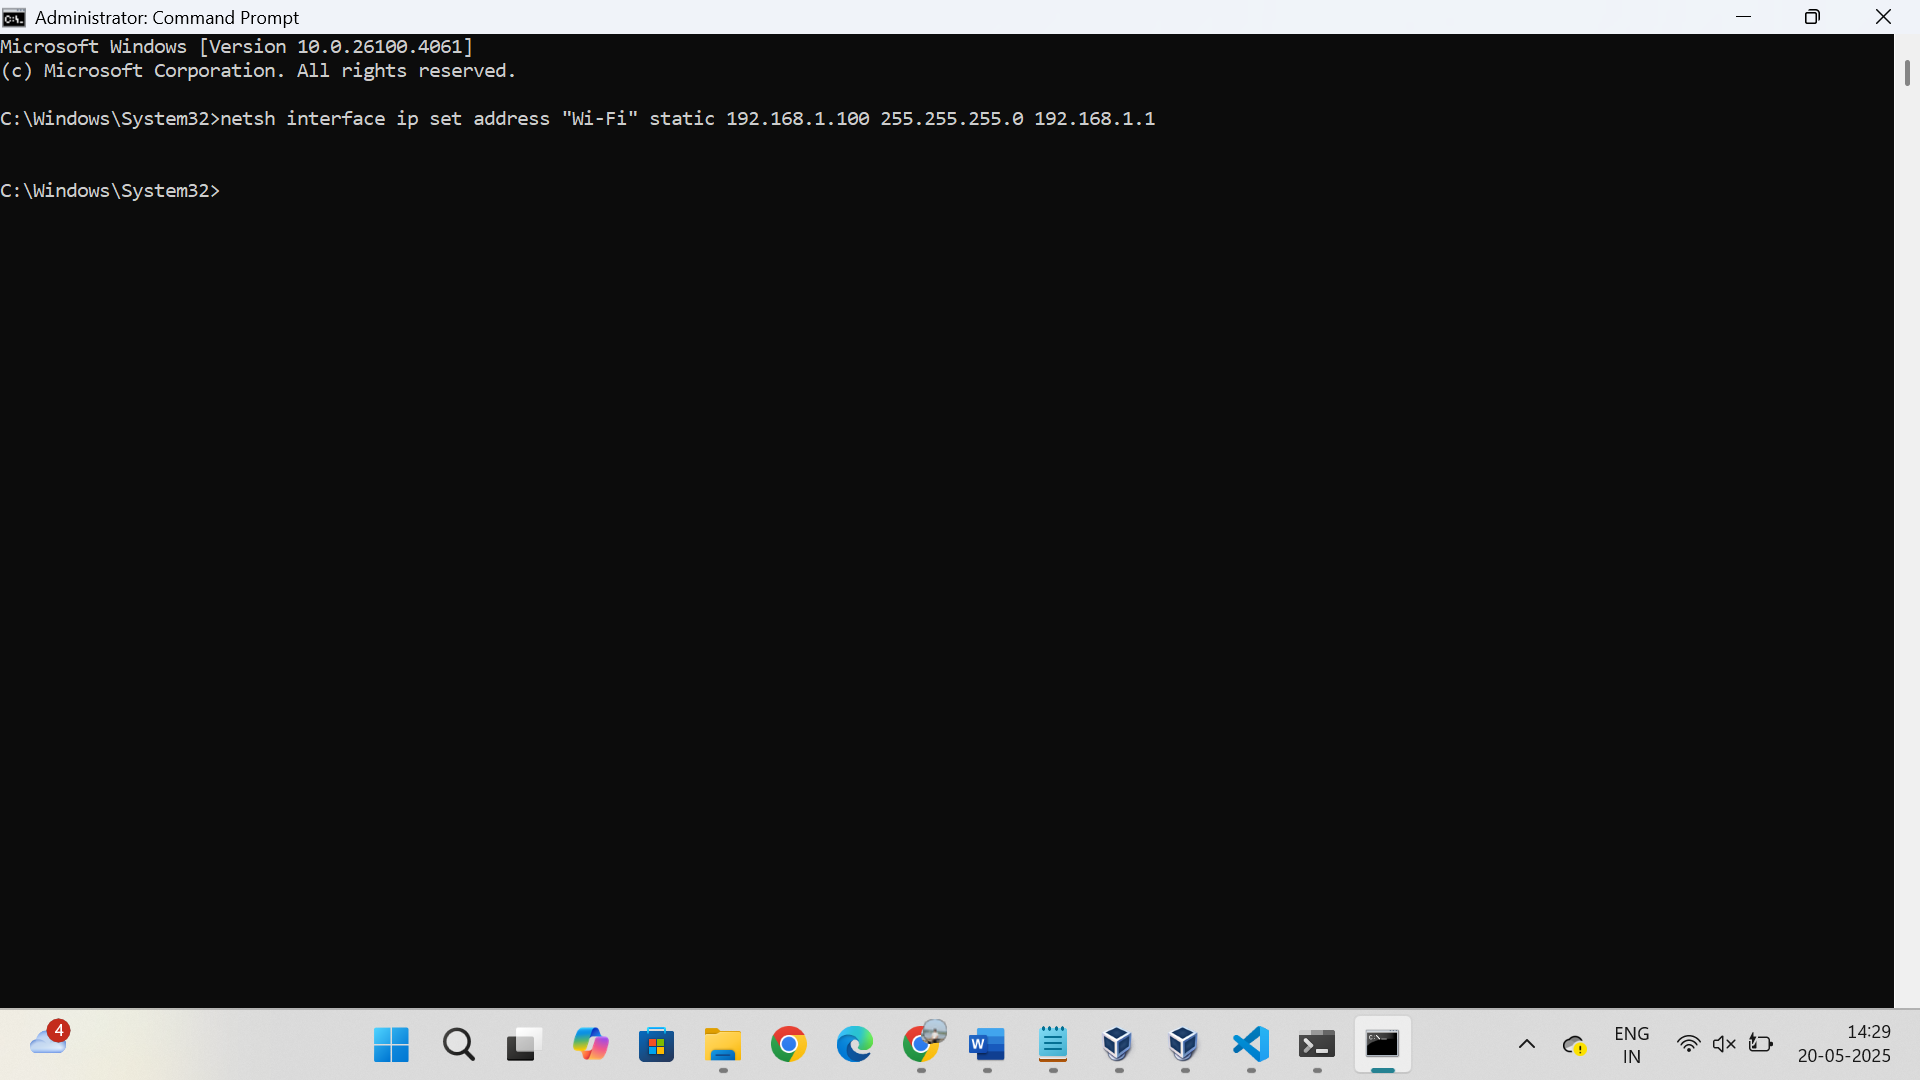 Administrator: Command Prompt
Microsoft Windows [Version 10.0.26100.4061]
(c) Microsoft Corporation. All rights reserved.
C:\Windows\System32>netsh interface ip set address "Wi-Fi" static 192.168.1.100 255.255.255.0 192.168.1.1
C:\Windows\System32>
4
ENG
IN
14:29
20-05-2025